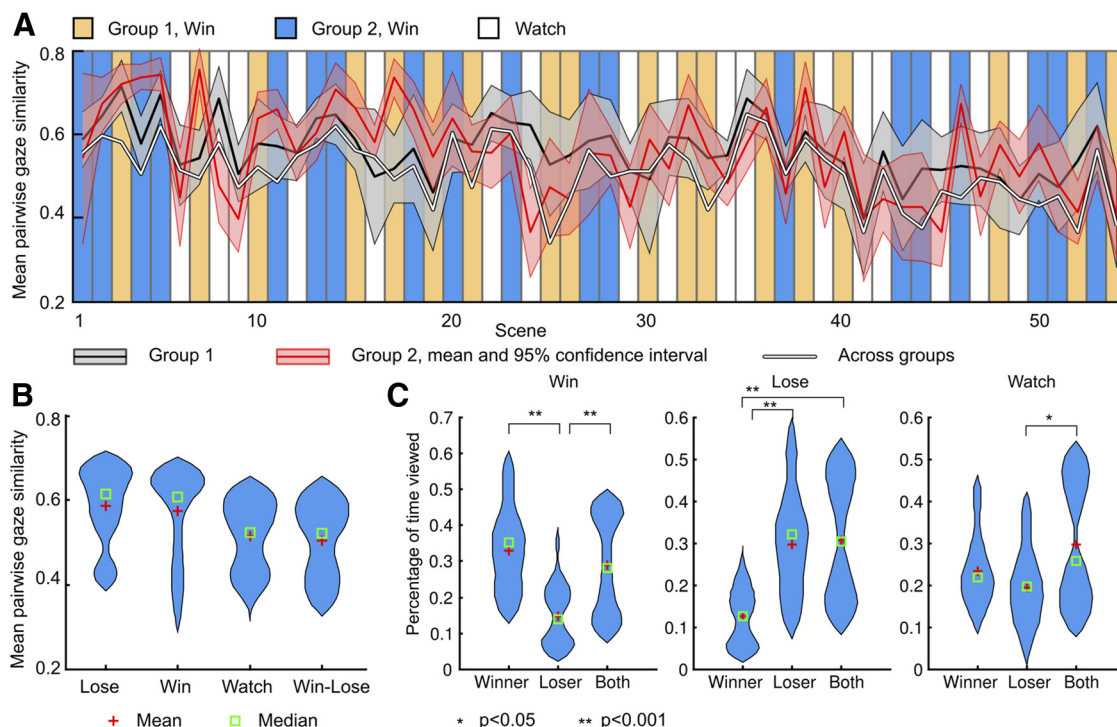 A
Group 1, Win
Group 2, Win
Watch
Mean pairwise gaze similarity
0.8
0.6
0.4
0.2
1 10 20 30 40 50
Scene
Group 1
Group 2, mean and 95% confidence interval
Across groups
B
Mean pairwise gaze similarity
0.8
0.6
0.4
0.2
Lose Win Watch Win-Lose
+ Mean
Median
C
Percentage of time viewed
Win
0.7
0.6
0.5
0.4
0.3
0.2
0.1
0
** **
Winner Loser Both
Lose
0.6
0.5
0.4
0.3
0.2
0.1
0
**
**
Winner Loser Both
Watch
0.6
0.5
0.4
0.3
0.2
0.1
0
*
Winner Loser Both
* p<0.05 ** p<0.001